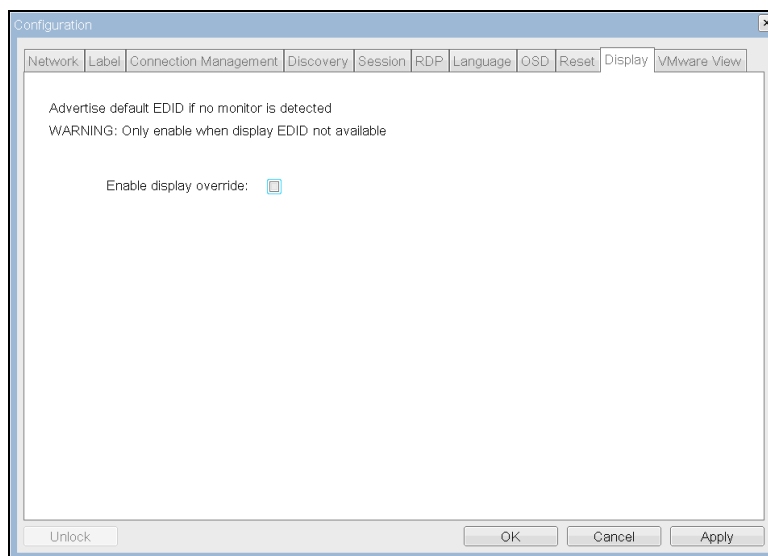 Configuration
Network Label Connection Management Discovery Session RDP Language OSD Reset Display VMware View
Advertise default EDID if no monitor is detected
WARNING: Only enable when display EDID not available
Enable display override:
Unlock OK Cancel Apply